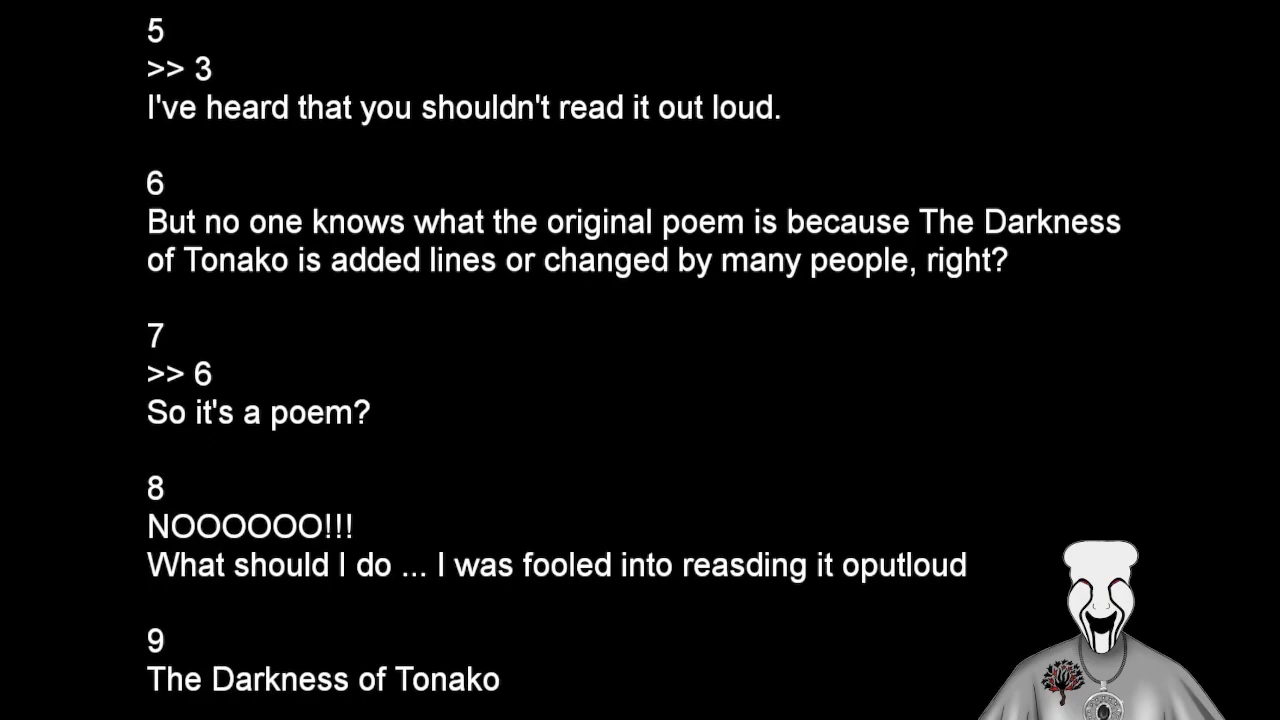 5
>> 3
I've heard that you shouldn't read it out loud.
6
But no one knows what the original poem is because The Darkness
of Tonako is added lines or changed by many people, right?
7
>> 6
So it's a poem?
8
NOOOOOO!!!
What should I do ... I was fooled into reasding it oputloud
9
The Darkness of Tonako